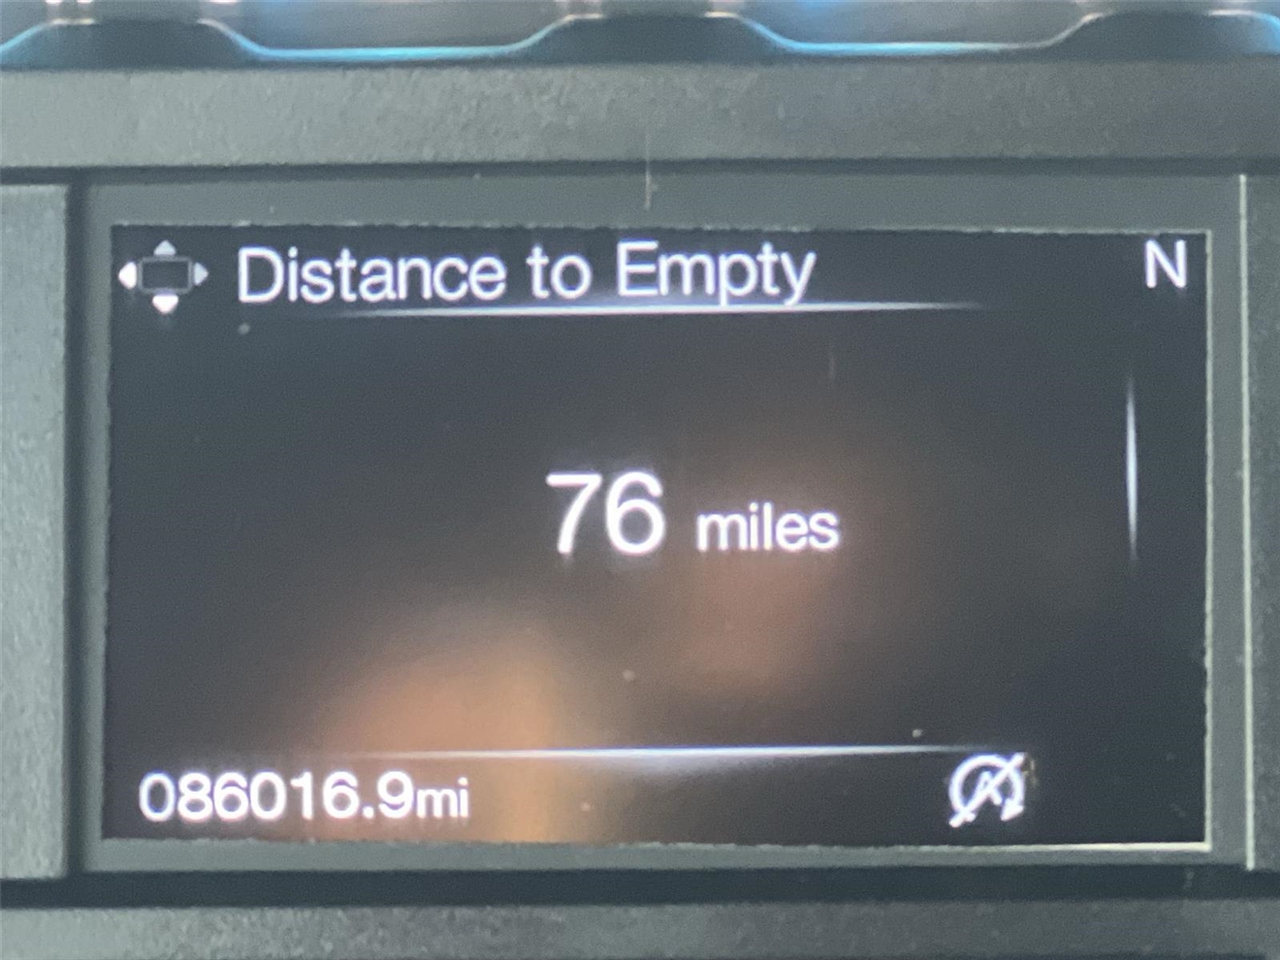 Distance to Empty
N
76 miles
086016.9mi
A